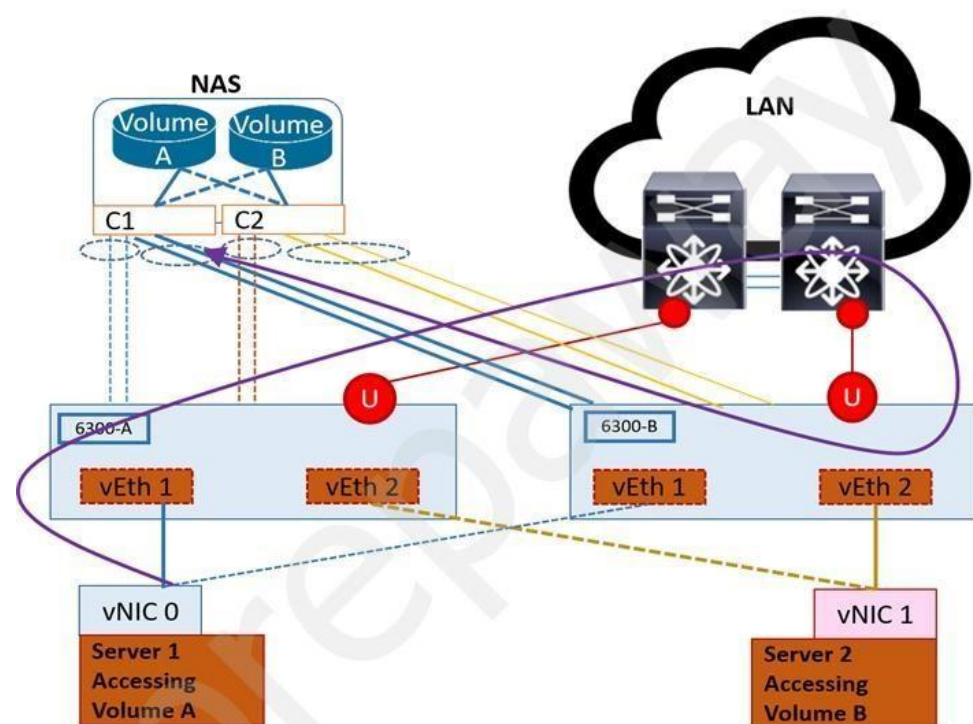 NAS
LAN
Volume
A
Volume
B
C1
C2
U
U
6300-A
6300-B
vEth 1
vEth 2
vEth 1
vEth 2
vNIC 0
vNIC 1
Server 1
Accessing
Volume A
Server 2
Accessing
Volume B
prepaway